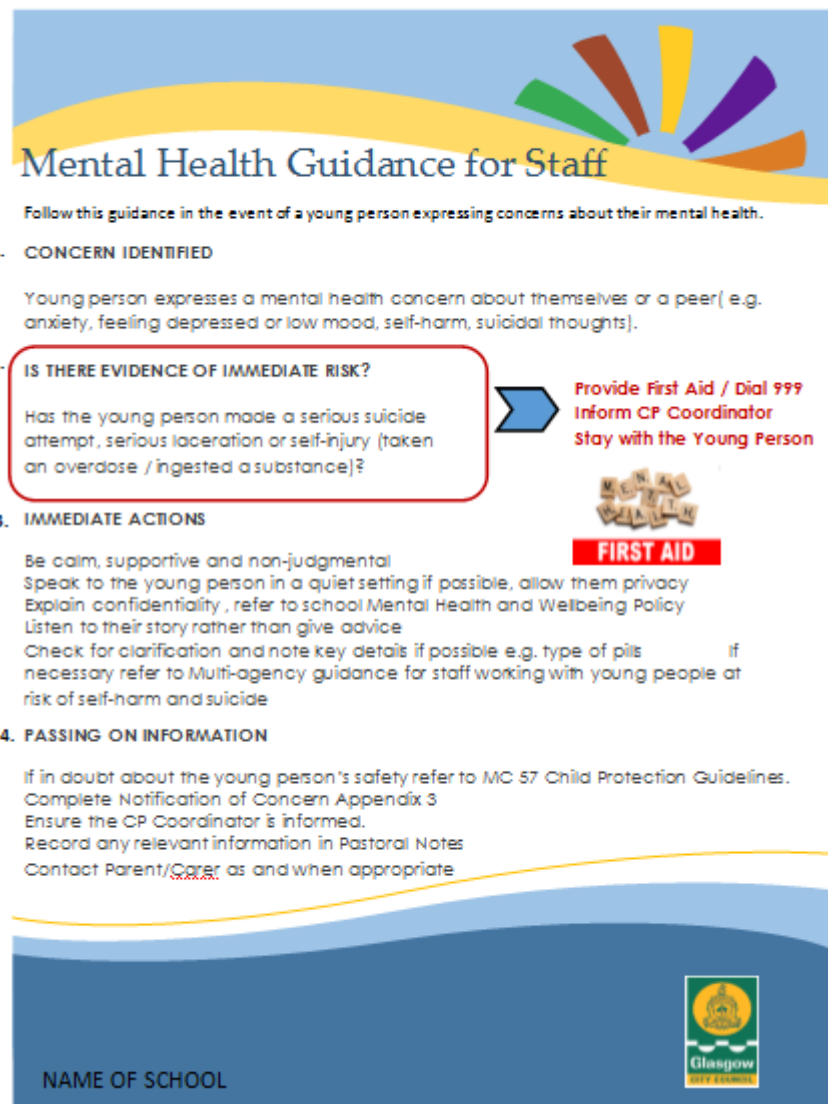 Mental Health Guidance for Staff
Follow this guidance in the event of a young person expressing concerns about their mental health.
CONCERN IDENTIFIED
Young person expresses a mental health concern about themselves or a peer( e.g.
anxiety, feeling depressed or low mood, self-harm, suicidal thoughts).
IS THERE EVIDENCE OF IMMEDIATE RISK?
Has the young person made a serious suicide
attempt, serious laceration or self-injury (taken
an overdose / ingested a substance)?
Provide First Aid / Dial 999
Inform CP Coordinator
Stay with the Young Person
MENTAL
HEALTH
FIRST AID
3. IMMEDIATE ACTIONS
Be calm, supportive and non-judgmental
Speak to the young person in a quiet setting if possible, allow them privacy
Explain confidentiality , refer to school Mental Health and Wellbeing Policy
Listen to their story rather than give advice
Check for clarification and note key details if possible e.g. type of pills If
necessary refer to Multi-agency guidance for staff working with young people at
risk of self-harm and suicide
4. PASSING ON INFORMATION
If in doubt about the young person's safety refer to MC 57 Child Protection Guidelines.
Complete Notification of Concern Appendix 3
Ensure the CP Coordinator is informed.
Record any relevant information in Pastoral Notes
Contact Parent/Carer as and when appropriate
Glasgow
CITY COUNCIL
NAME OF SCHOOL